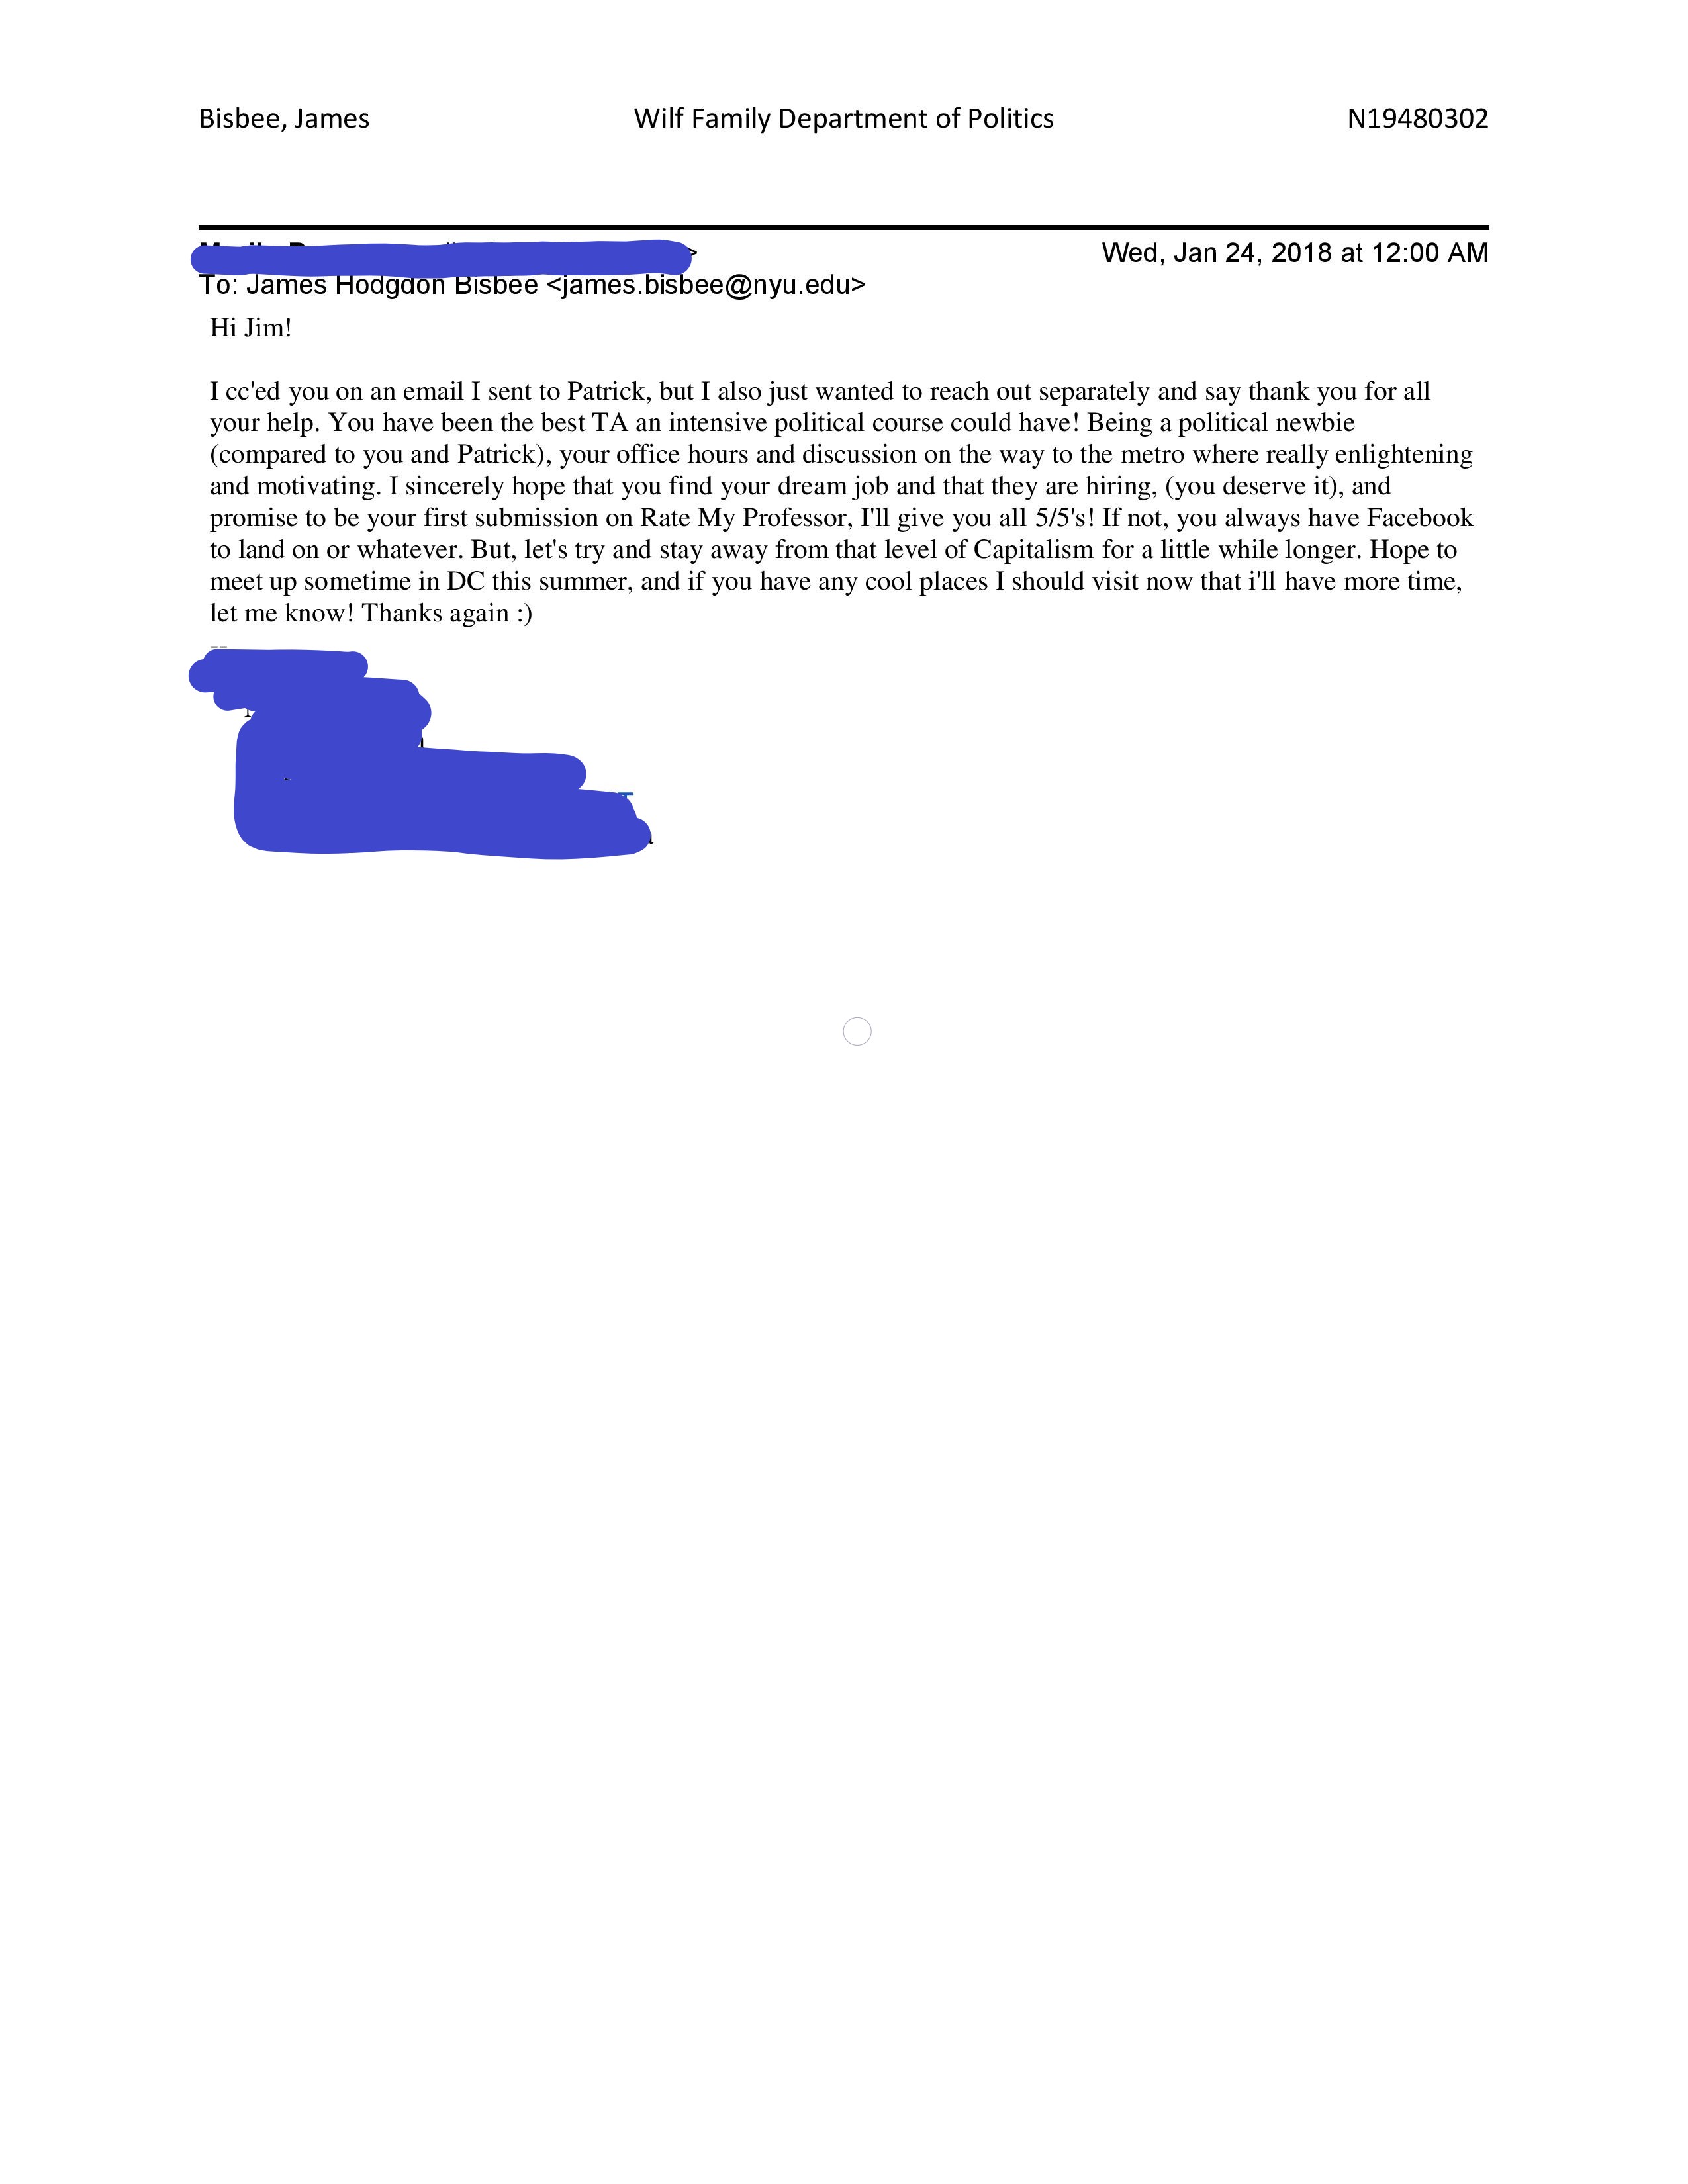 Bisbee, James Wilf Family Department of Politics N19480302
Wed, Jan 24, 2018 at 12:00 AM
To: James Hodgdon Bisbee <james.bisbee@nyu.edu>
Hi Jim!
I cc'ed you on an email I sent to Patrick, but I also just wanted to reach out separately and say thank you for all
your help. You have been the best TA an intensive political course could have! Being a political newbie
(compared to you and Patrick), your office hours and discussion on the way to the metro where really enlightening
and motivating. I sincerely hope that you find your dream job and that they are hiring, (you deserve it), and
promise to be your first submission on Rate My Professor, I'll give you all 5/5's! If not, you always have Facebook
to land on or whatever. But, let's try and stay away from that level of Capitalism for a little while longer. Hope to
meet up sometime in DC this summer, and if you have any cool places I should visit now that i'll have more time,
let me know! Thanks again :)
--